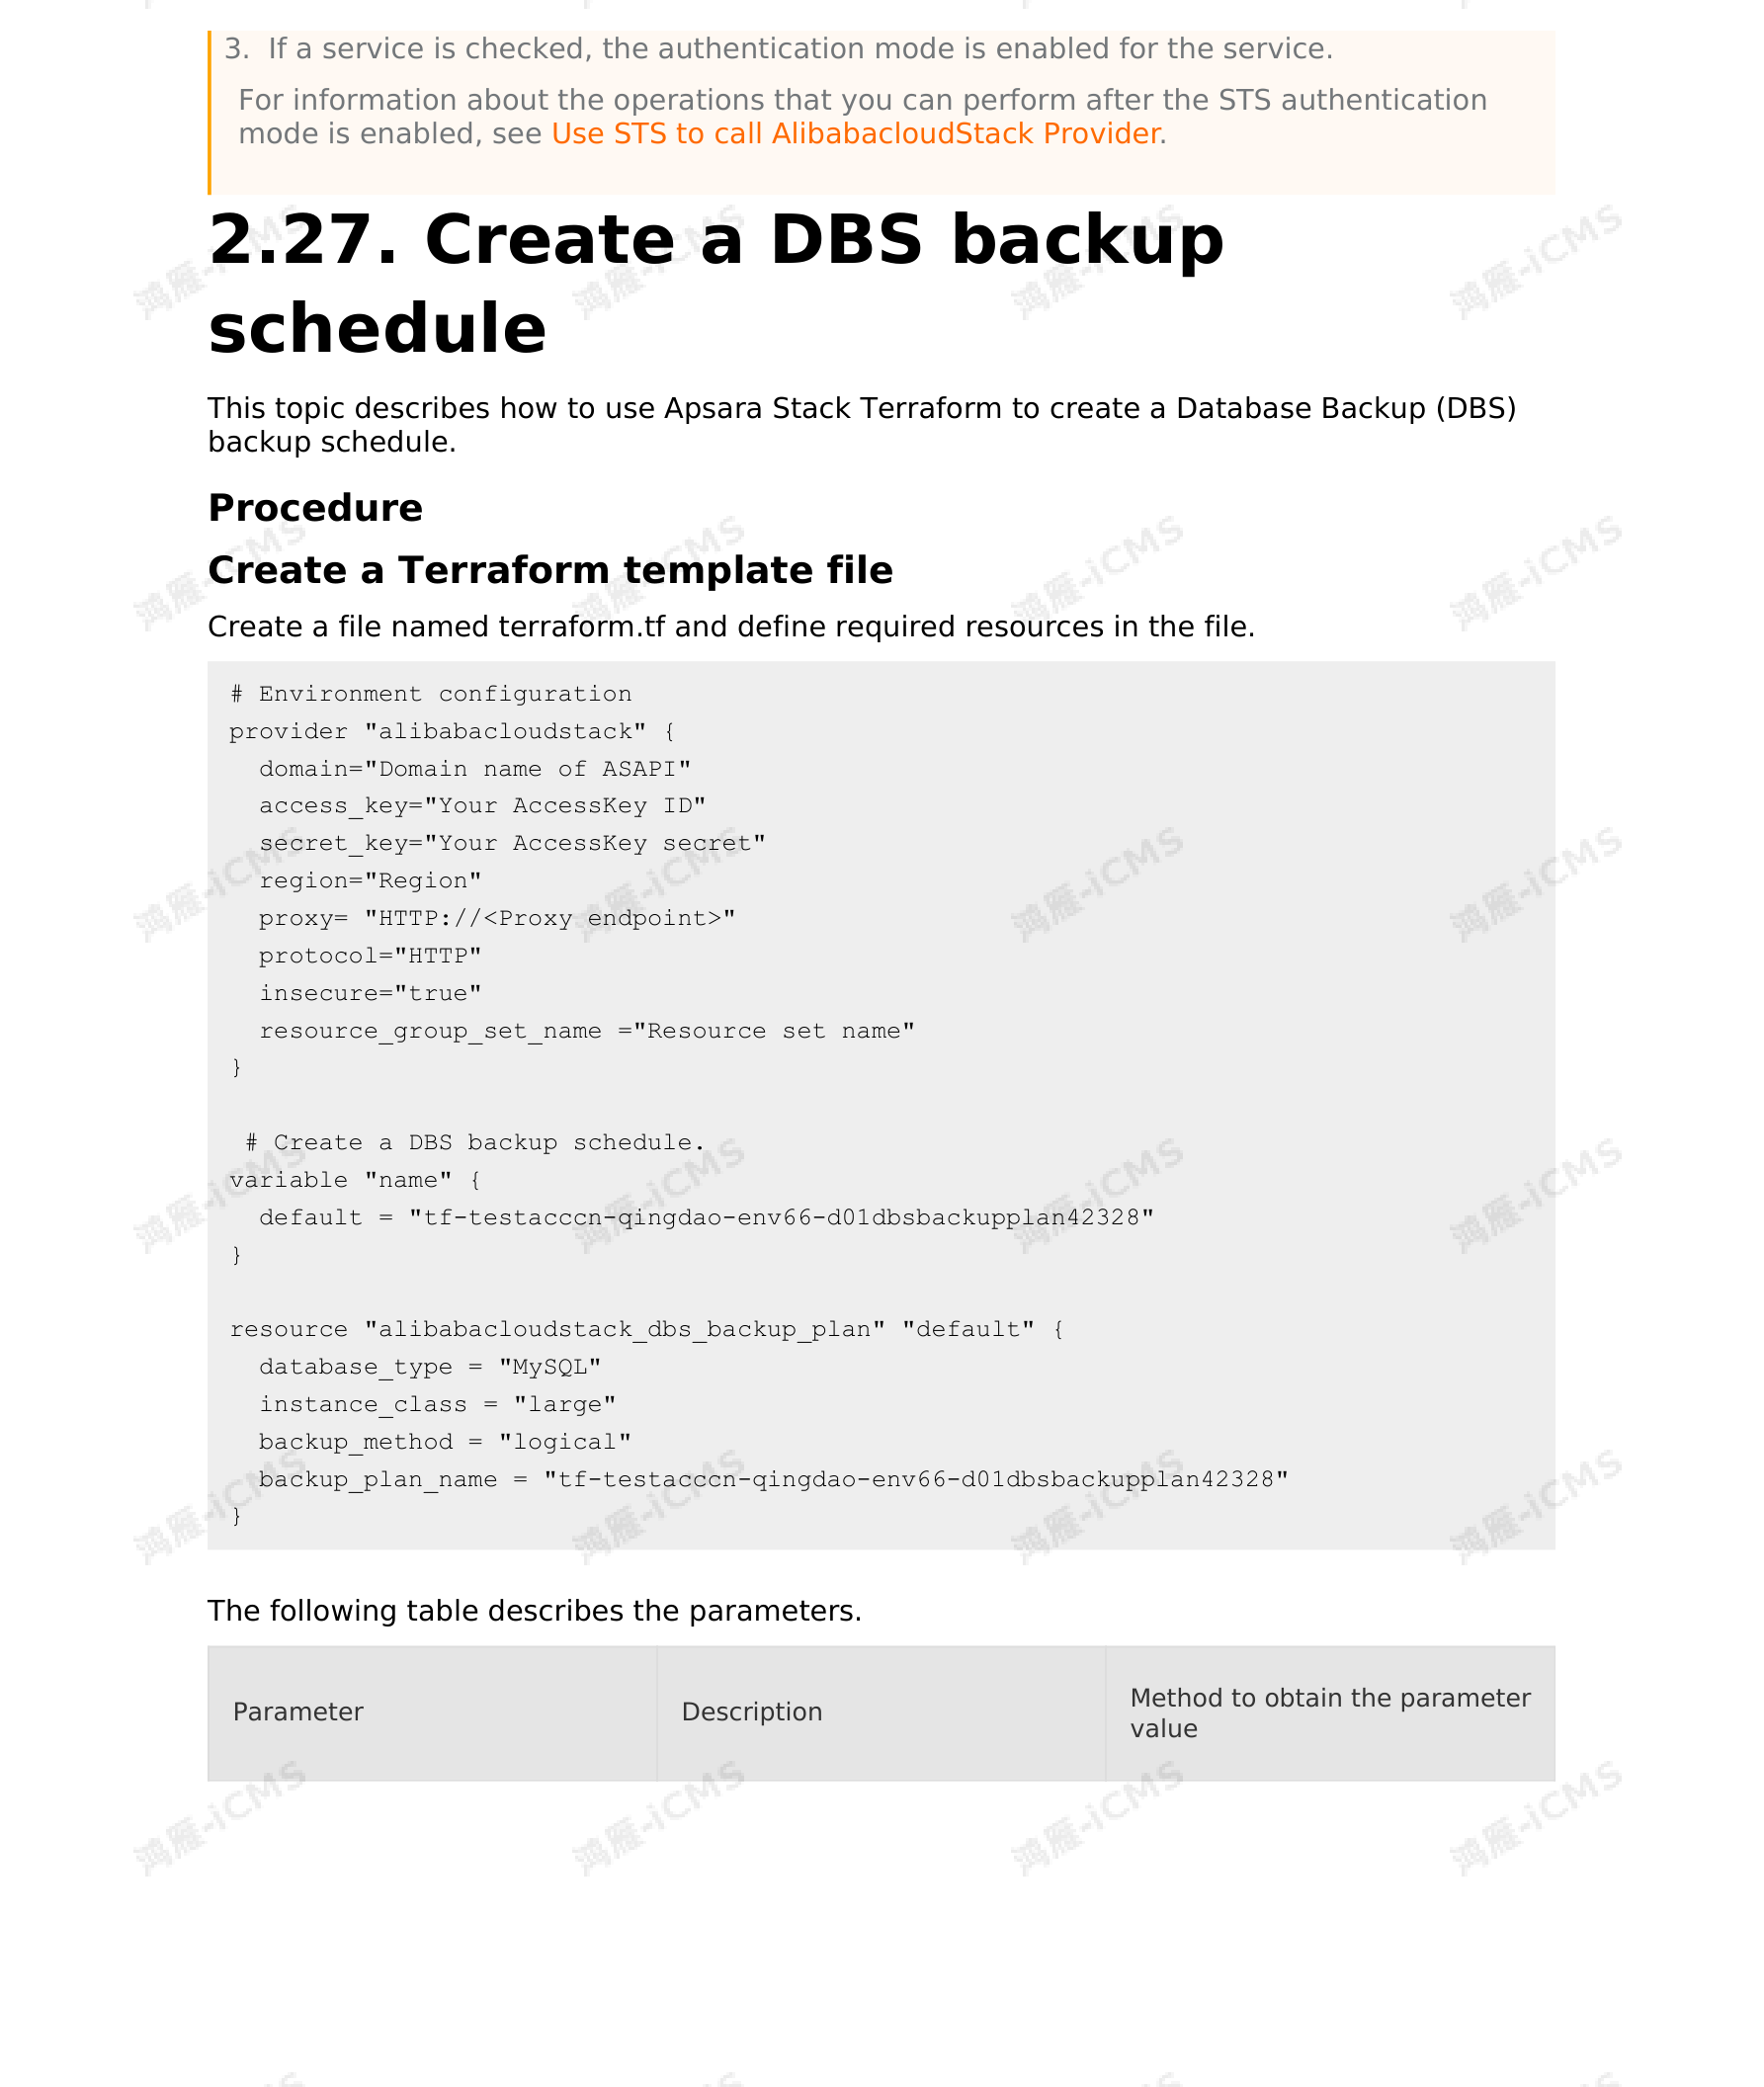 3. If a service is checked, the authentication mode is enabled for the service.
For information about the operations that you can perform after the STS authentication
mode is enabled, see Use STS to call AlibabacloudStack Provider.
2.27. Create a DBS backup
schedule
This topic describes how to use Apsara Stack Terraform to create a Database Backup (DBS)
backup schedule.
Procedure
Create a Terraform template file
Create a file named terraform.tf and define required resources in the file.
# Environment configuration
provider "alibabacloudstack" {
  domain="Domain name of ASAPI"
  access_key="Your AccessKey ID"
  secret_key="Your AccessKey secret"
  region="Region"
  proxy= "HTTP://<Proxy endpoint>"
  protocol="HTTP"
  insecure="true"
  resource_group_set_name ="Resource set name"
}
 # Create a DBS backup schedule.
variable "name" {
  default = "tf-testacccn-qingdao-env66-d01dbsbackupplan42328"
}
resource "alibabacloudstack_dbs_backup_plan" "default" {
  database_type = "MySQL"
  instance_class = "large"
  backup_method = "logical"
  backup_plan_name = "tf-testacccn-qingdao-env66-d01dbsbackupplan42328"
}
The following table describes the parameters.
Parameter
Description
Method to obtain the parameter
value
鸿雁-iCMS